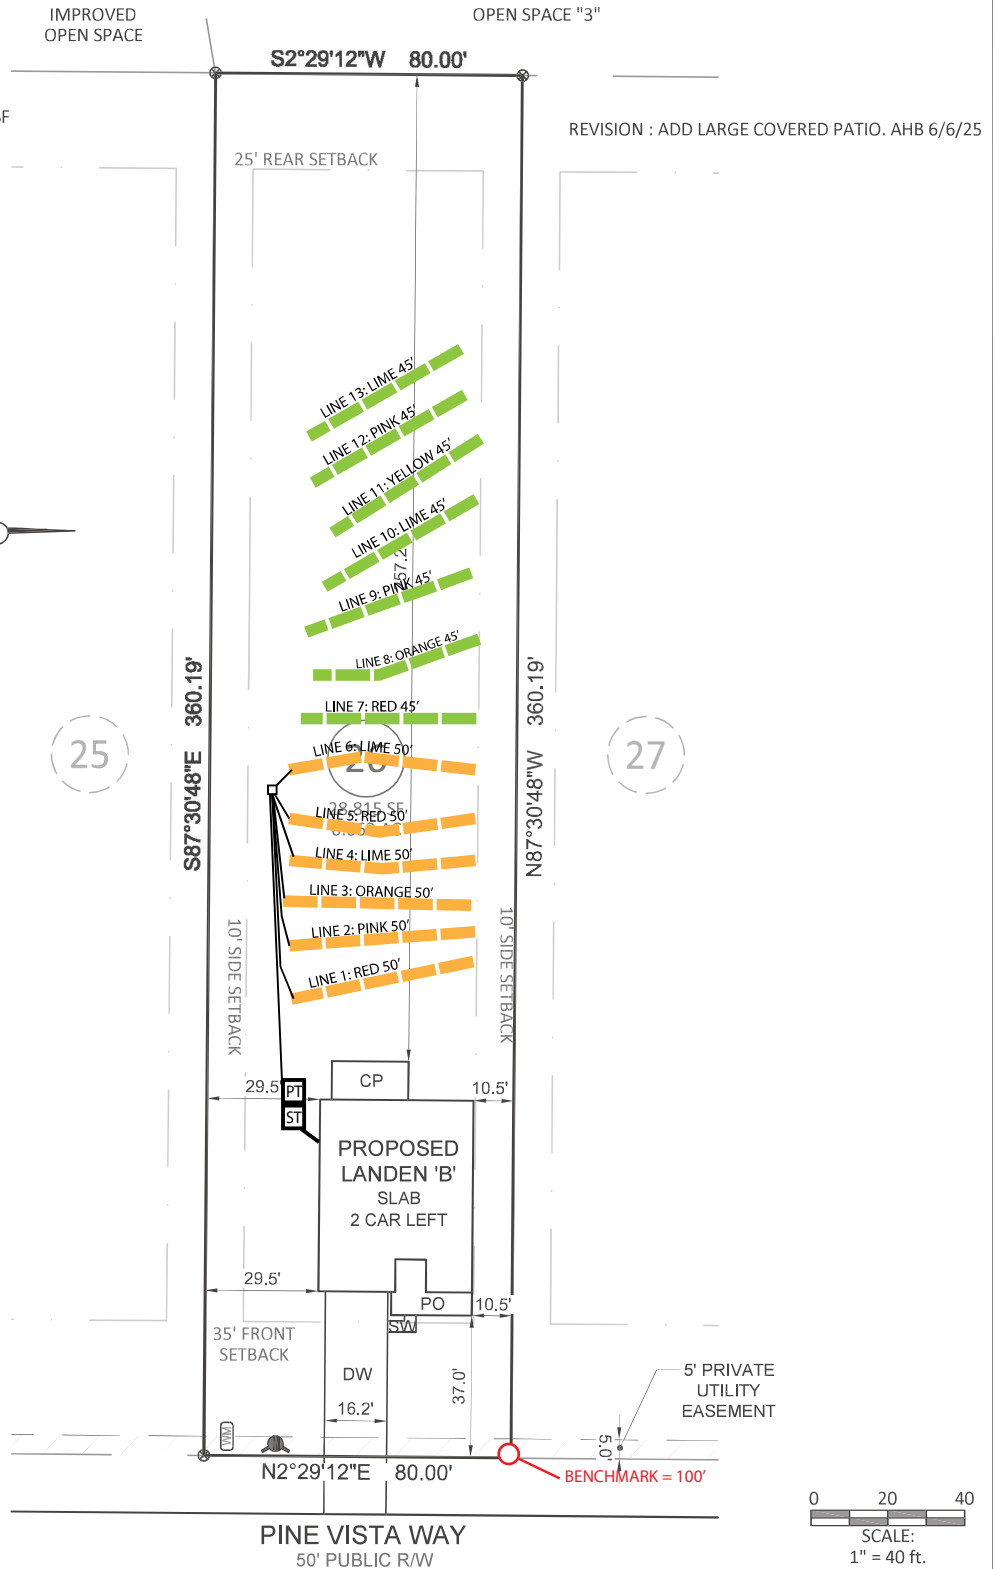 IMPROVED
OPEN SPACE
OPEN SPACE "3"
S2°29'12"W 80.00'
REVISION : ADD LARGE COVERED PATIO. AHB 6/6/25
25' REAR SETBACK
LINE 13: LIME 45'
LINE 12: PINK 45'
LINE 11: YELLOW 45'
LINE 10: LIME 45'
LINE 9: PINK 45'
LINE 8: ORANGE 45'
LINE 7: RED 45'
LINE 6: LIME 50'
25
27
28,815 SF
LINE 5: RED 50'
LINE 4: LIME 50'
LINE 3: ORANGE 50'
LINE 2: PINK 50'
LINE 1: RED 50'
S87°30'48"E 360.19'
N87°30'48"W 360.19'
10' SIDE SETBACK
10' SIDE SETBACK
CP
29.5'
PT
10.5'
ST
PROPOSED
LANDEN 'B'
SLAB
2 CAR LEFT
29.5'
PO
10.5'
SW
35' FRONT
SETBACK
DW
37.0'
16.2'
5' PRIVATE
UTILITY
EASEMENT
WM
5.0'
N2°29'12"E 80.00'
BENCHMARK = 100'
PINE VISTA WAY
50' PUBLIC R/W
0 20 40
SCALE:
1" = 40 ft.